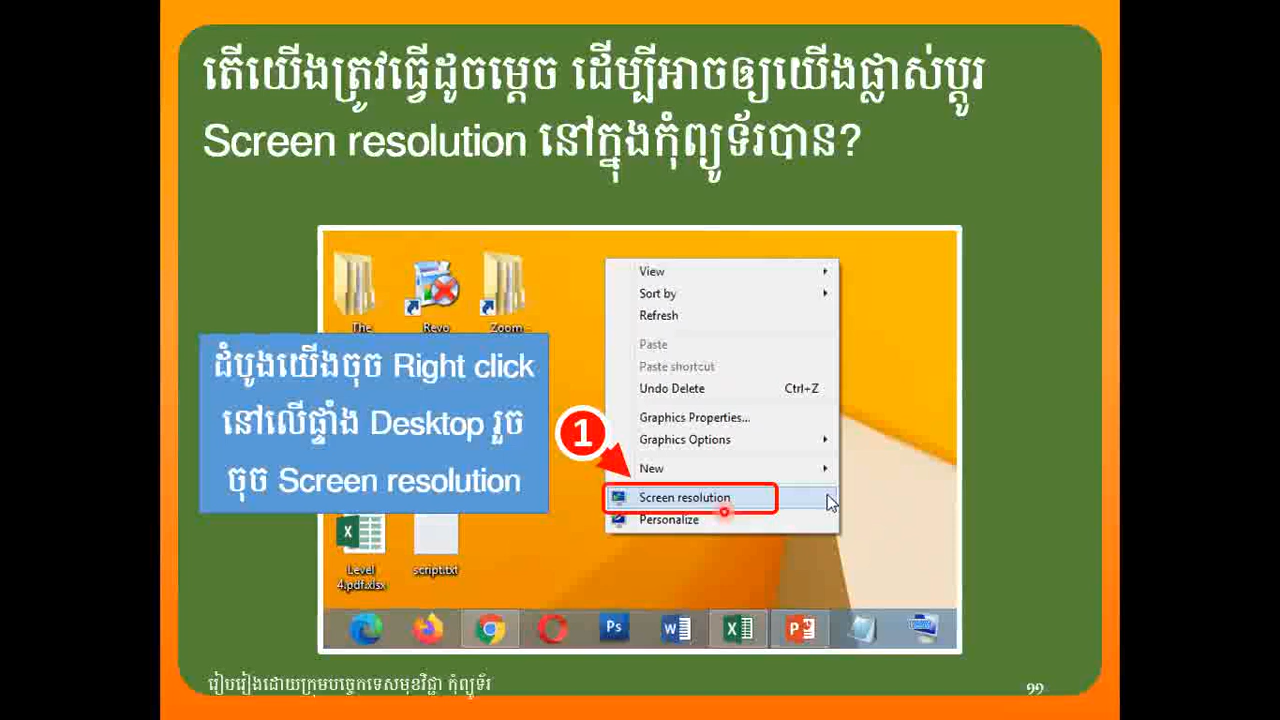 តើយើងត្រូវធ្វើដូចម្ដេច ដើម្បីអាចឲ្យយើងផ្លាស់ប្ដូរ
Screen resolution នៅក្នុងកុំព្យូទ័របាន?
The
Revo
Zoom
ដំបូងយើងចុច Right click
នៅលើផ្ទាំង Desktop រួច
ចុច Screen resolution
1
View
Sort by
Refresh
Paste
Paste shortcut
Undo Delete Ctrl+Z
Graphics Properties...
Graphics Options
New
Screen resolution
Personalize
Level
4.pdf.xlsx
script.txt
Ps
រៀបរៀងដោយក្រុមបច្ចេកទេសមុខវិជ្ជា កុំព្យូទ័រ
១១